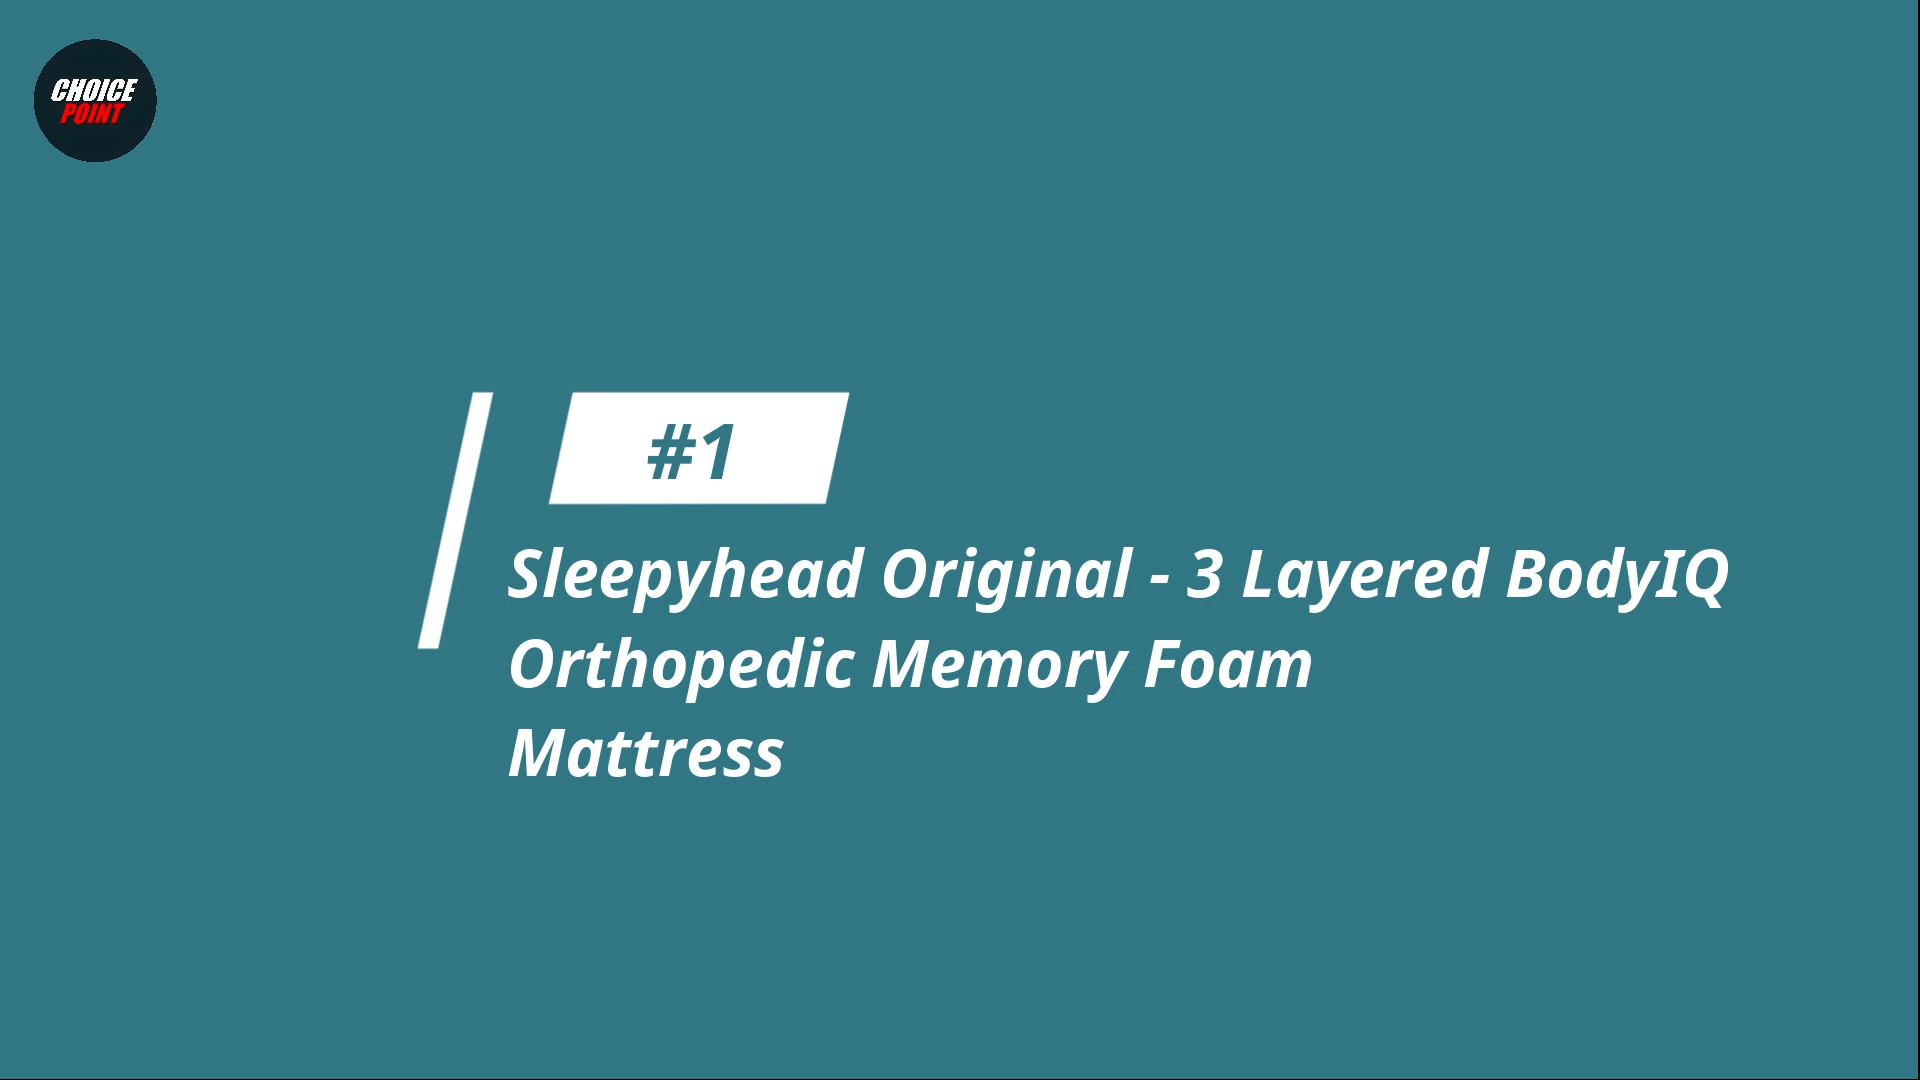 CHOICE
POINT
#1
Sleepyhead Original - 3 Layered BodyIQ
Orthopedic Memory Foam
Mattress